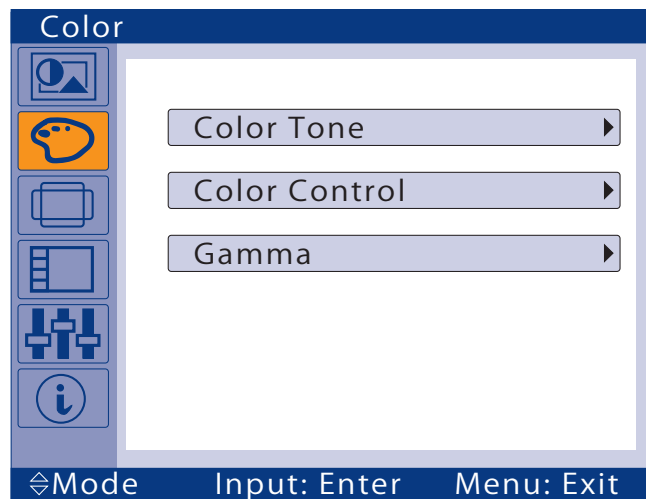 Color
Color Tone
Color Control
Gamma
Mode Input: Enter Menu: Exit